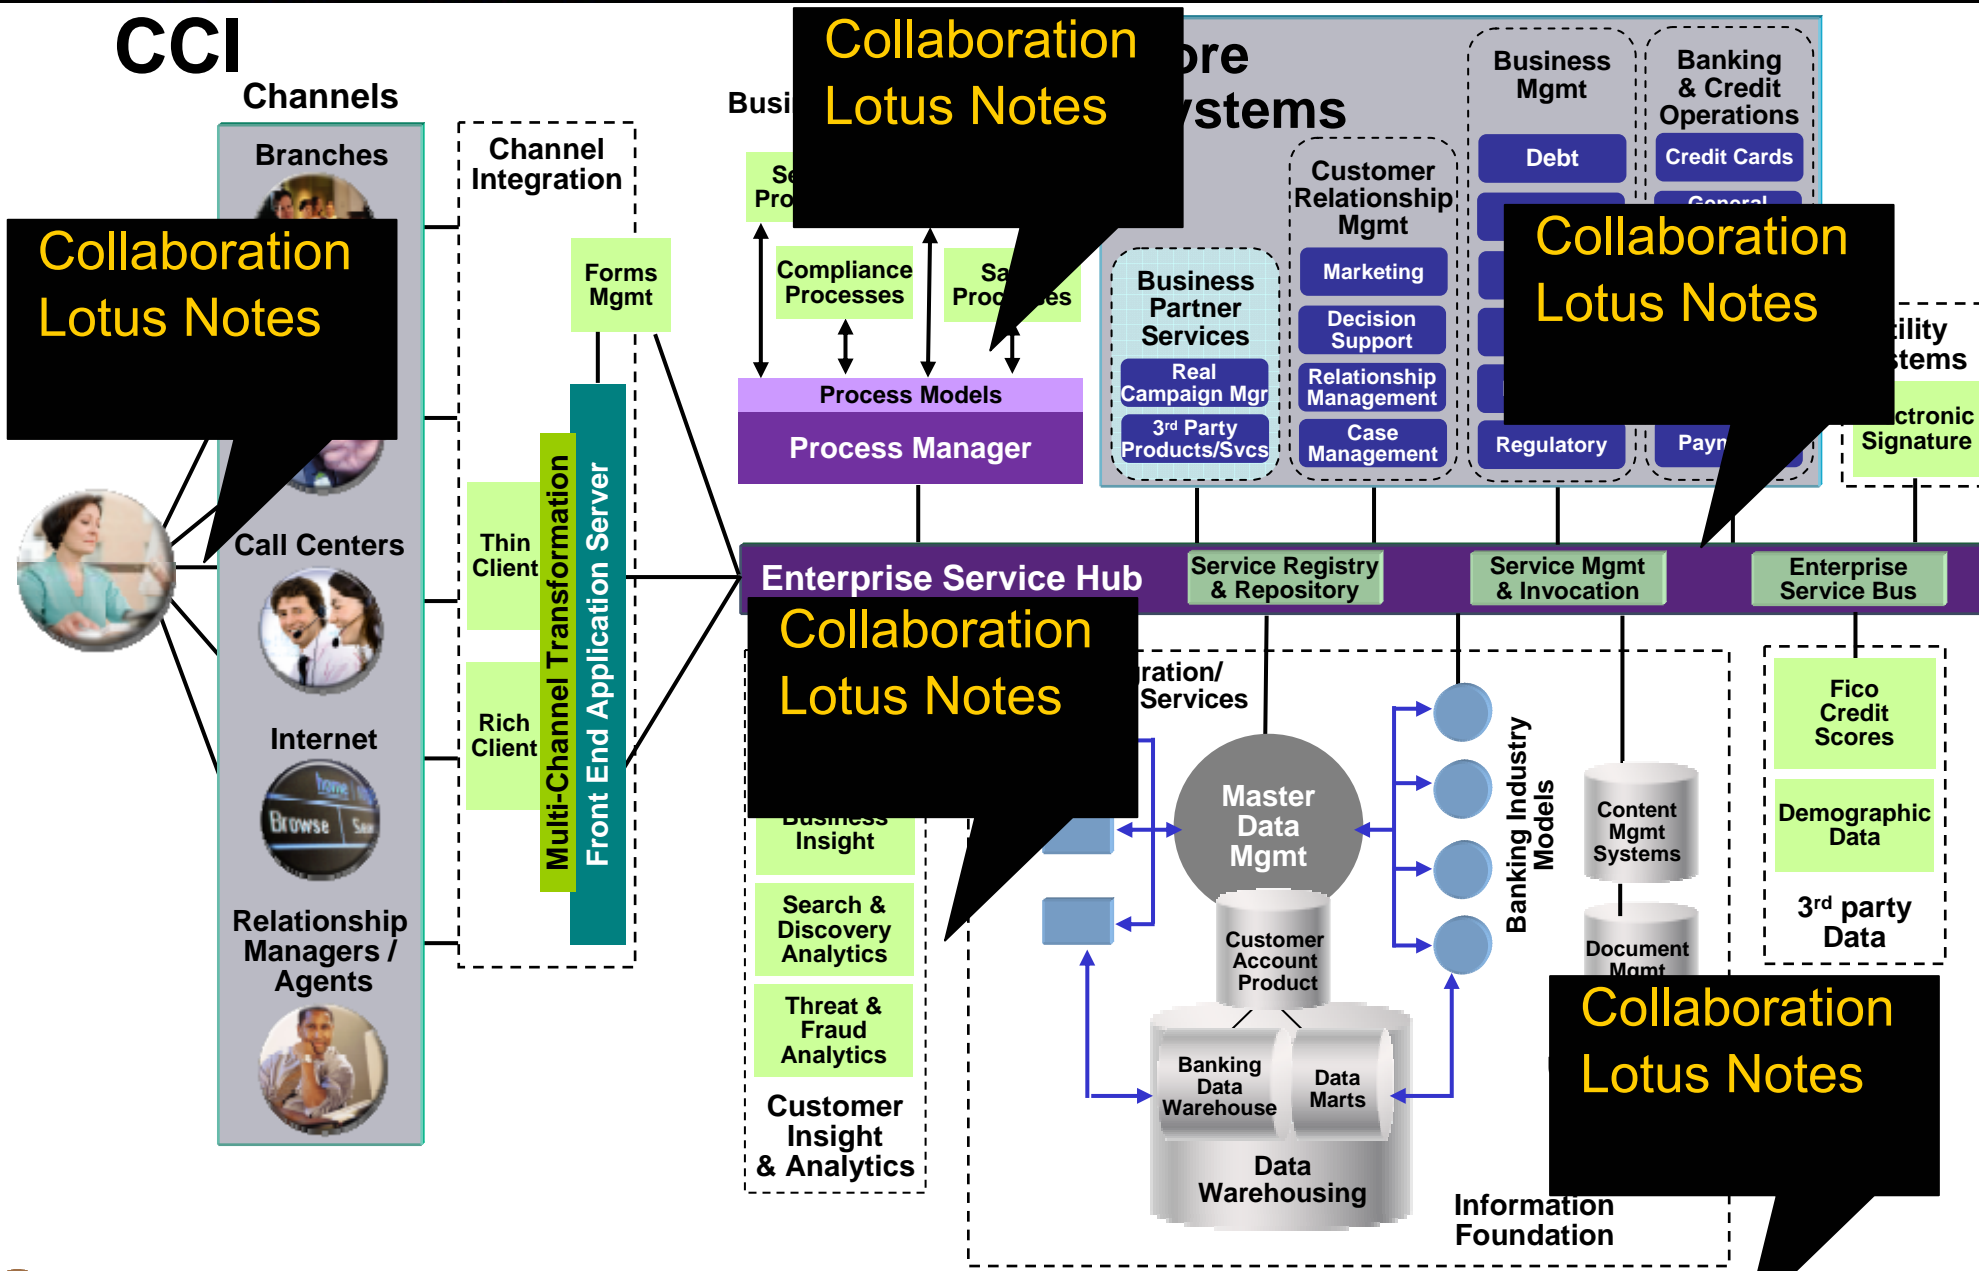 CCI
Channels
Branches
Call Centers
Internet
Relationship
Managers /
Agents
Browse
Channel
Integration
Forms
Mgmt
Thin
Client
Rich
Client
Multi-Channel Transformation
Front End Application Server
Collaboration
Lotus Notes
Collaboration
Lotus Notes
Compliance
Processes
Process Models
Process Manager
Business
Partner
Services
Real
Campaign Mgr
3rd Party
Products/Svcs
Customer
Relationship
Mgmt
Marketing
Decision
Support
Relationship
Management
Case
Management
Business
Mgmt
Debt
Regulatory
Banking
& Credit
Operations
Credit Cards
General
Collaboration
Lotus Notes
Signature
Enterprise Service Hub
Service Registry
& Repository
Service Mgmt
& Invocation
Enterprise
Service Bus
Collaboration
Lotus Notes
Services
Business
Insight
Search &
Discovery
Analytics
Threat &
Fraud
Analytics
Customer
Insight
& Analytics
Master
Data
Mgmt
Customer
Account
Product
Banking
Data
Warehouse
Data
Marts
Data
Warehousing
Banking Industry
Models
Content
Mgmt
Systems
Document
Mgmt
Information
Foundation
Fico
Credit
Scores
Demographic
Data
3rd party
Data
Collaboration
Lotus Notes